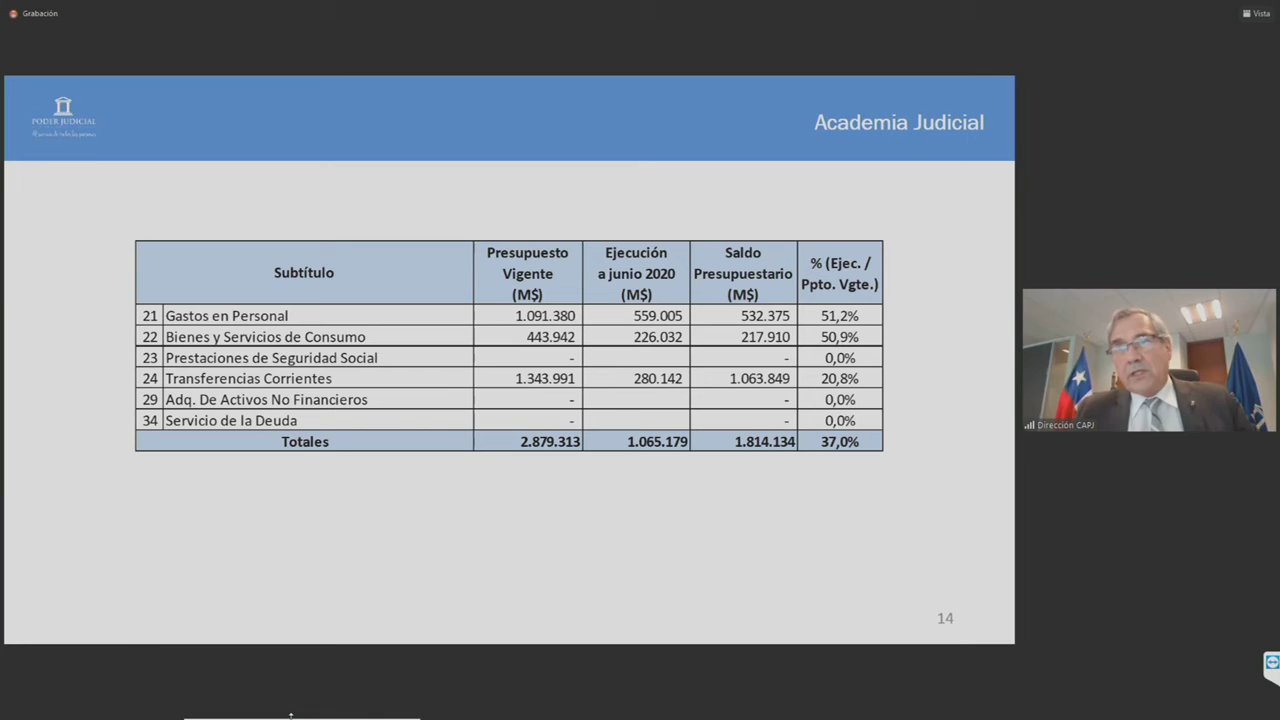 Grabación
Vista
PODER JUDICIAL
Academia Judicial
Subtítulo
Presupuesto Vigente (M$)
Ejecución a junio 2020 (M$)
Saldo Presupuestario (M$)
% (Ejec. / Ppto. Vgte.)
21 Gastos en Personal 1.091.380 559.005 532.375 51,2%
22 Bienes y Servicios de Consumo 443.942 226.032 217.910 50,9%
23 Prestaciones de Seguridad Social - - 0,0%
24 Transferencias Corrientes 1.343.991 280.142 1.063.849 20,8%
29 Adq. De Activos No Financieros - - 0,0%
34 Servicio de la Deuda - - 0,0%
Totales 2.879.313 1.065.179 1.814.134 37,0%
Dirección CAPJ
14